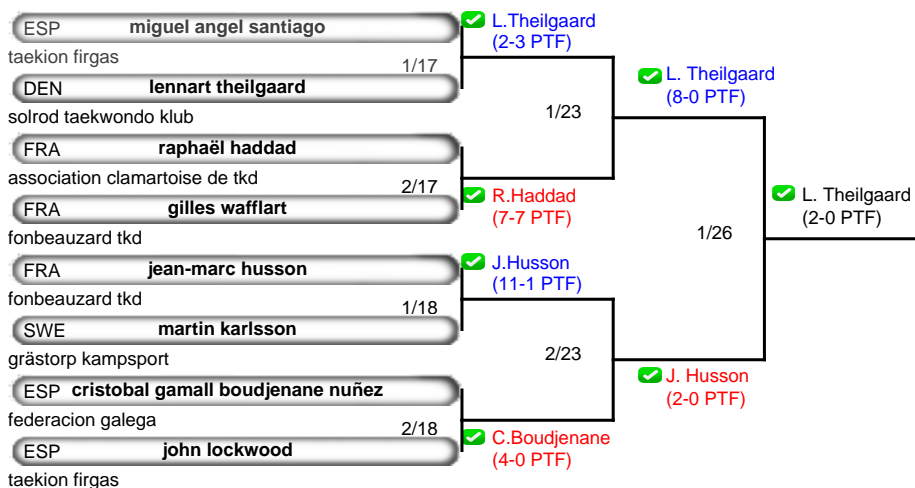 ESP miguel angel santiago
taekion firgas
1/17
DEN lennart theilgaard
solrod taekwondo klub
L.Theilgaard
(2-3 PTF)
FRA raphaël haddad
association clamartoise de tkd
2/17
FRA gilles wafflart
fonbeauzard tkd
R.Haddad
(7-7 PTF)
1/23
L. Theilgaard
(8-0 PTF)
FRA jean-marc husson
fonbeauzard tkd
1/18
SWE martin karlsson
grästorp kampsport
J.Husson
(11-1 PTF)
ESP cristobal gamall boudjenane nuñez
federacion galega
2/18
ESP john lockwood
taekion firgas
C.Boudjenane
(4-0 PTF)
2/23
J. Husson
(2-0 PTF)
1/26
L. Theilgaard
(2-0 PTF)